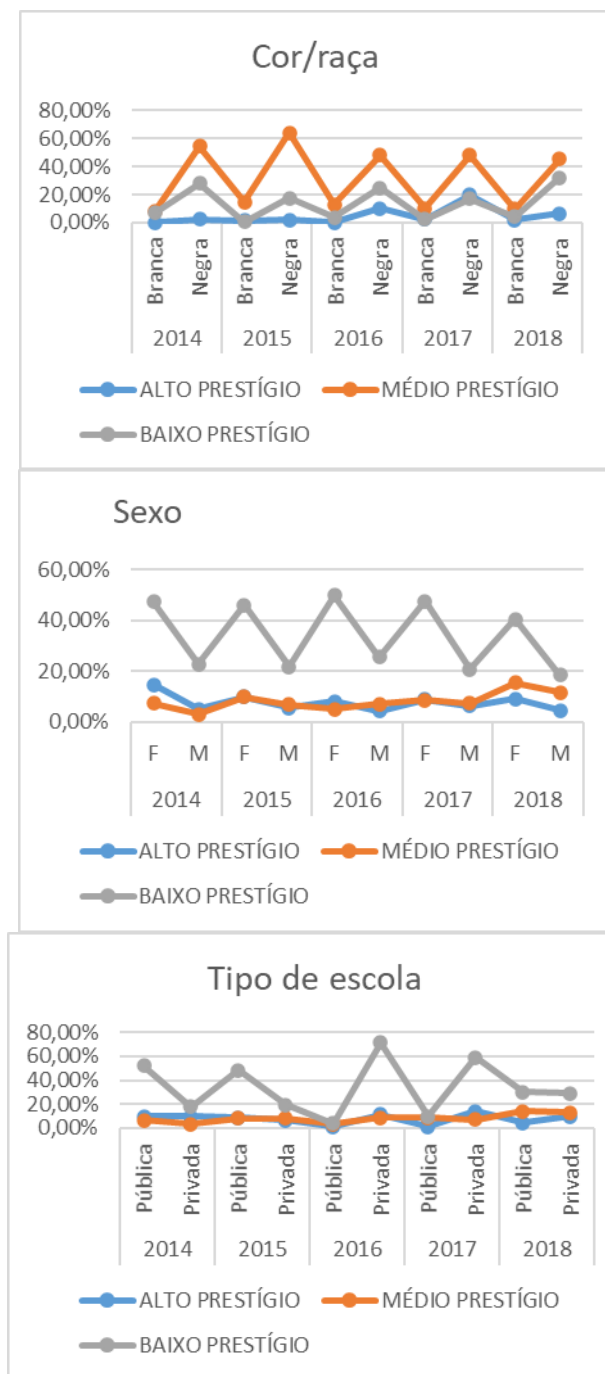 Cor/raça
80,00%
60,00%
40,00%
20,00%
0,00%
Branca Negra Branca Negra Branca Negra Branca Negra Branca Negra
2014 2015 2016 2017 2018
ALTO PRESTÍGIO MÉDIO PRESTÍGIO
BAIXO PRESTÍGIO
Sexo
60,00%
40,00%
20,00%
0,00%
F M F M F M F M F M
2014 2015 2016 2017 2018
ALTO PRESTÍGIO MÉDIO PRESTÍGIO
BAIXO PRESTÍGIO
Tipo de escola
80,00%
60,00%
40,00%
20,00%
0,00%
Pública Privada Pública Privada Pública Privada Pública Privada Pública Privada
2014 2015 2016 2017 2018
ALTO PRESTÍGIO MÉDIO PRESTÍGIO
BAIXO PRESTÍGIO